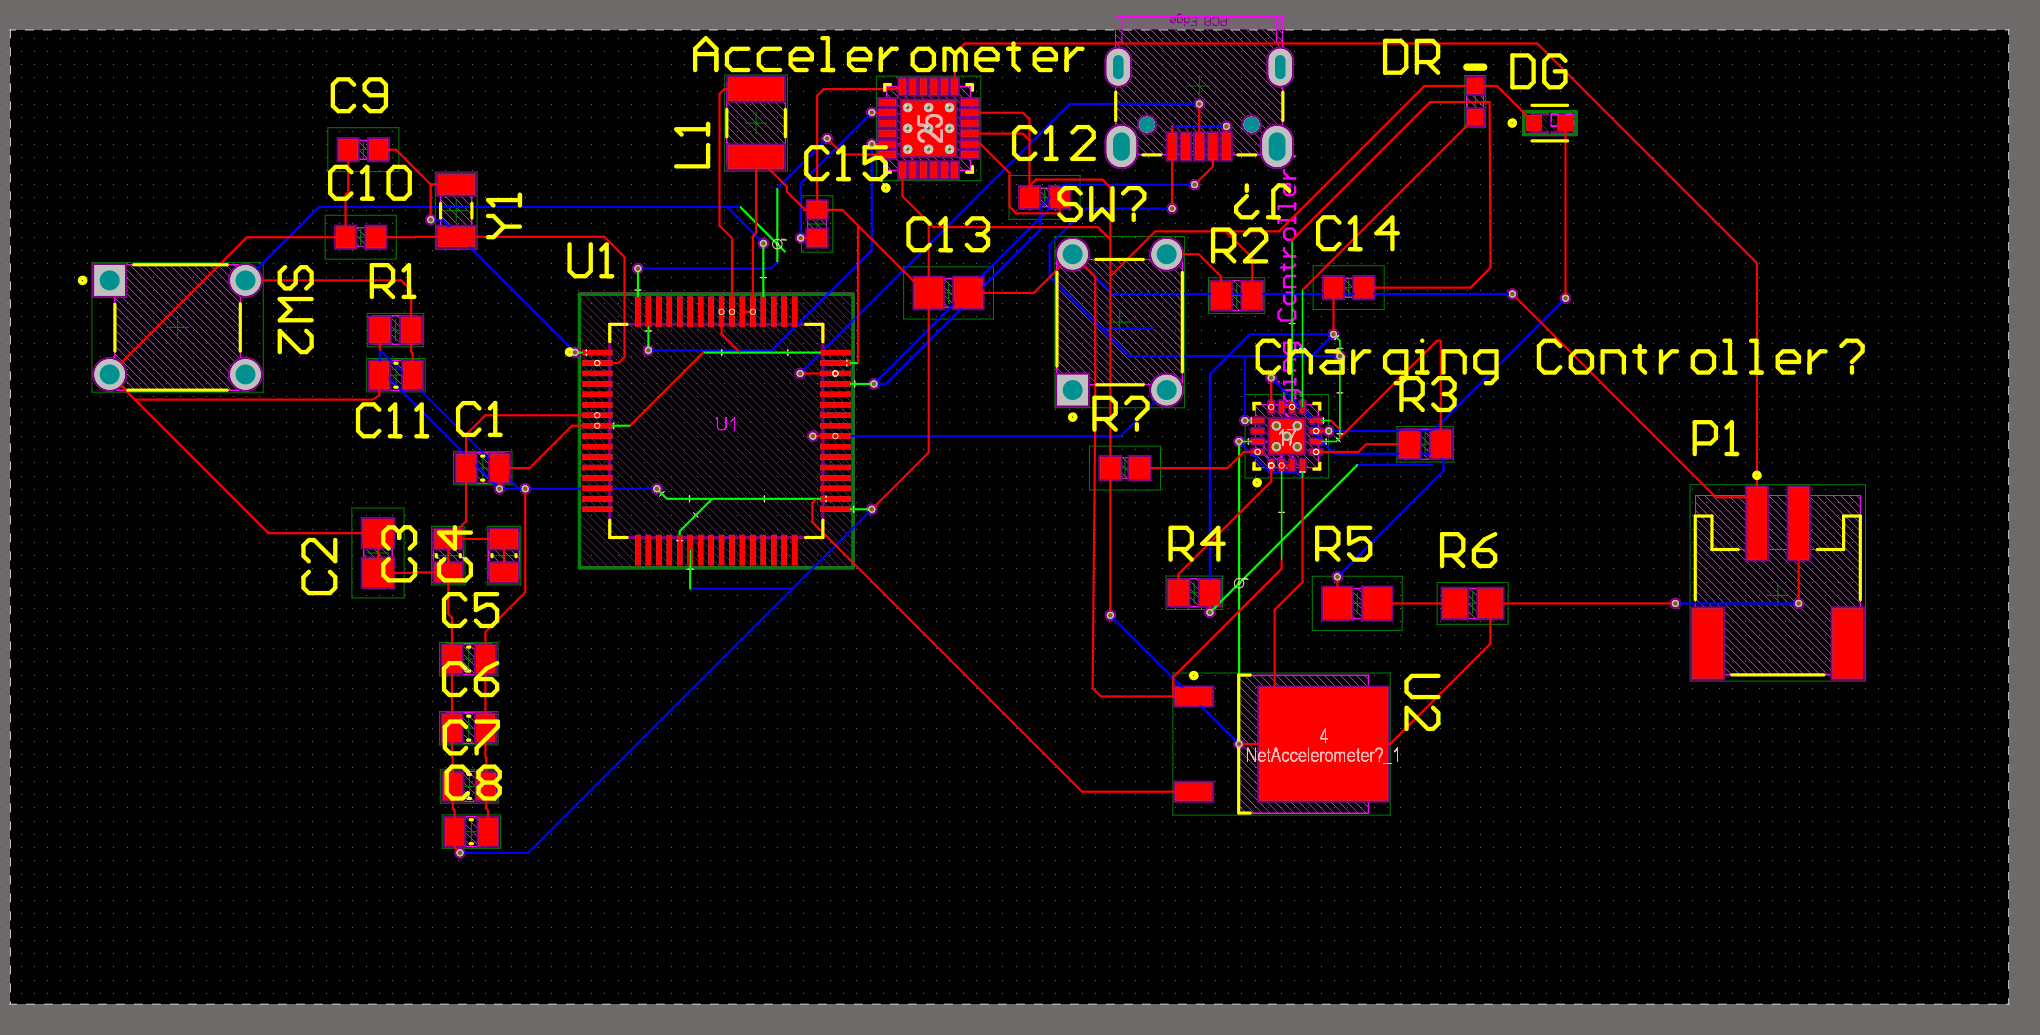 PCB Edge
Accelerometer
DR
DG
C9
L1
25
C12
C15
C10
Y1
SW?
J?
C13
R2
C14
U1
SW2
R1
Charging Controller?
R3
C11
C1
U1
R?
17
P1
C2
C3
C4
R4
R5
R6
C5
C6
U2
C7
4
NetAccelerometer?_1
C8